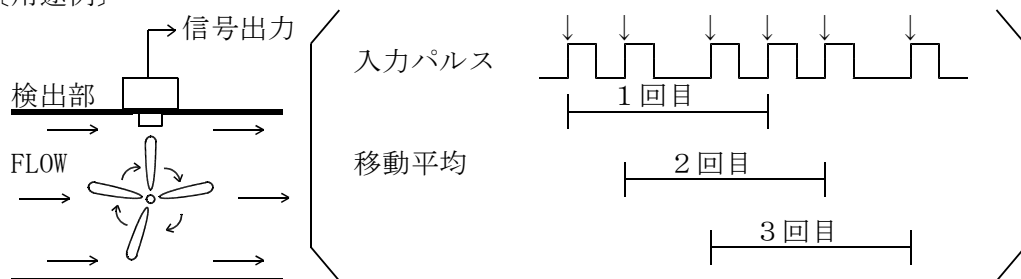 〔用途例〕
信号出力
検出部
FLOW
入力パルス
移動平均
１回目
２回目
３回目